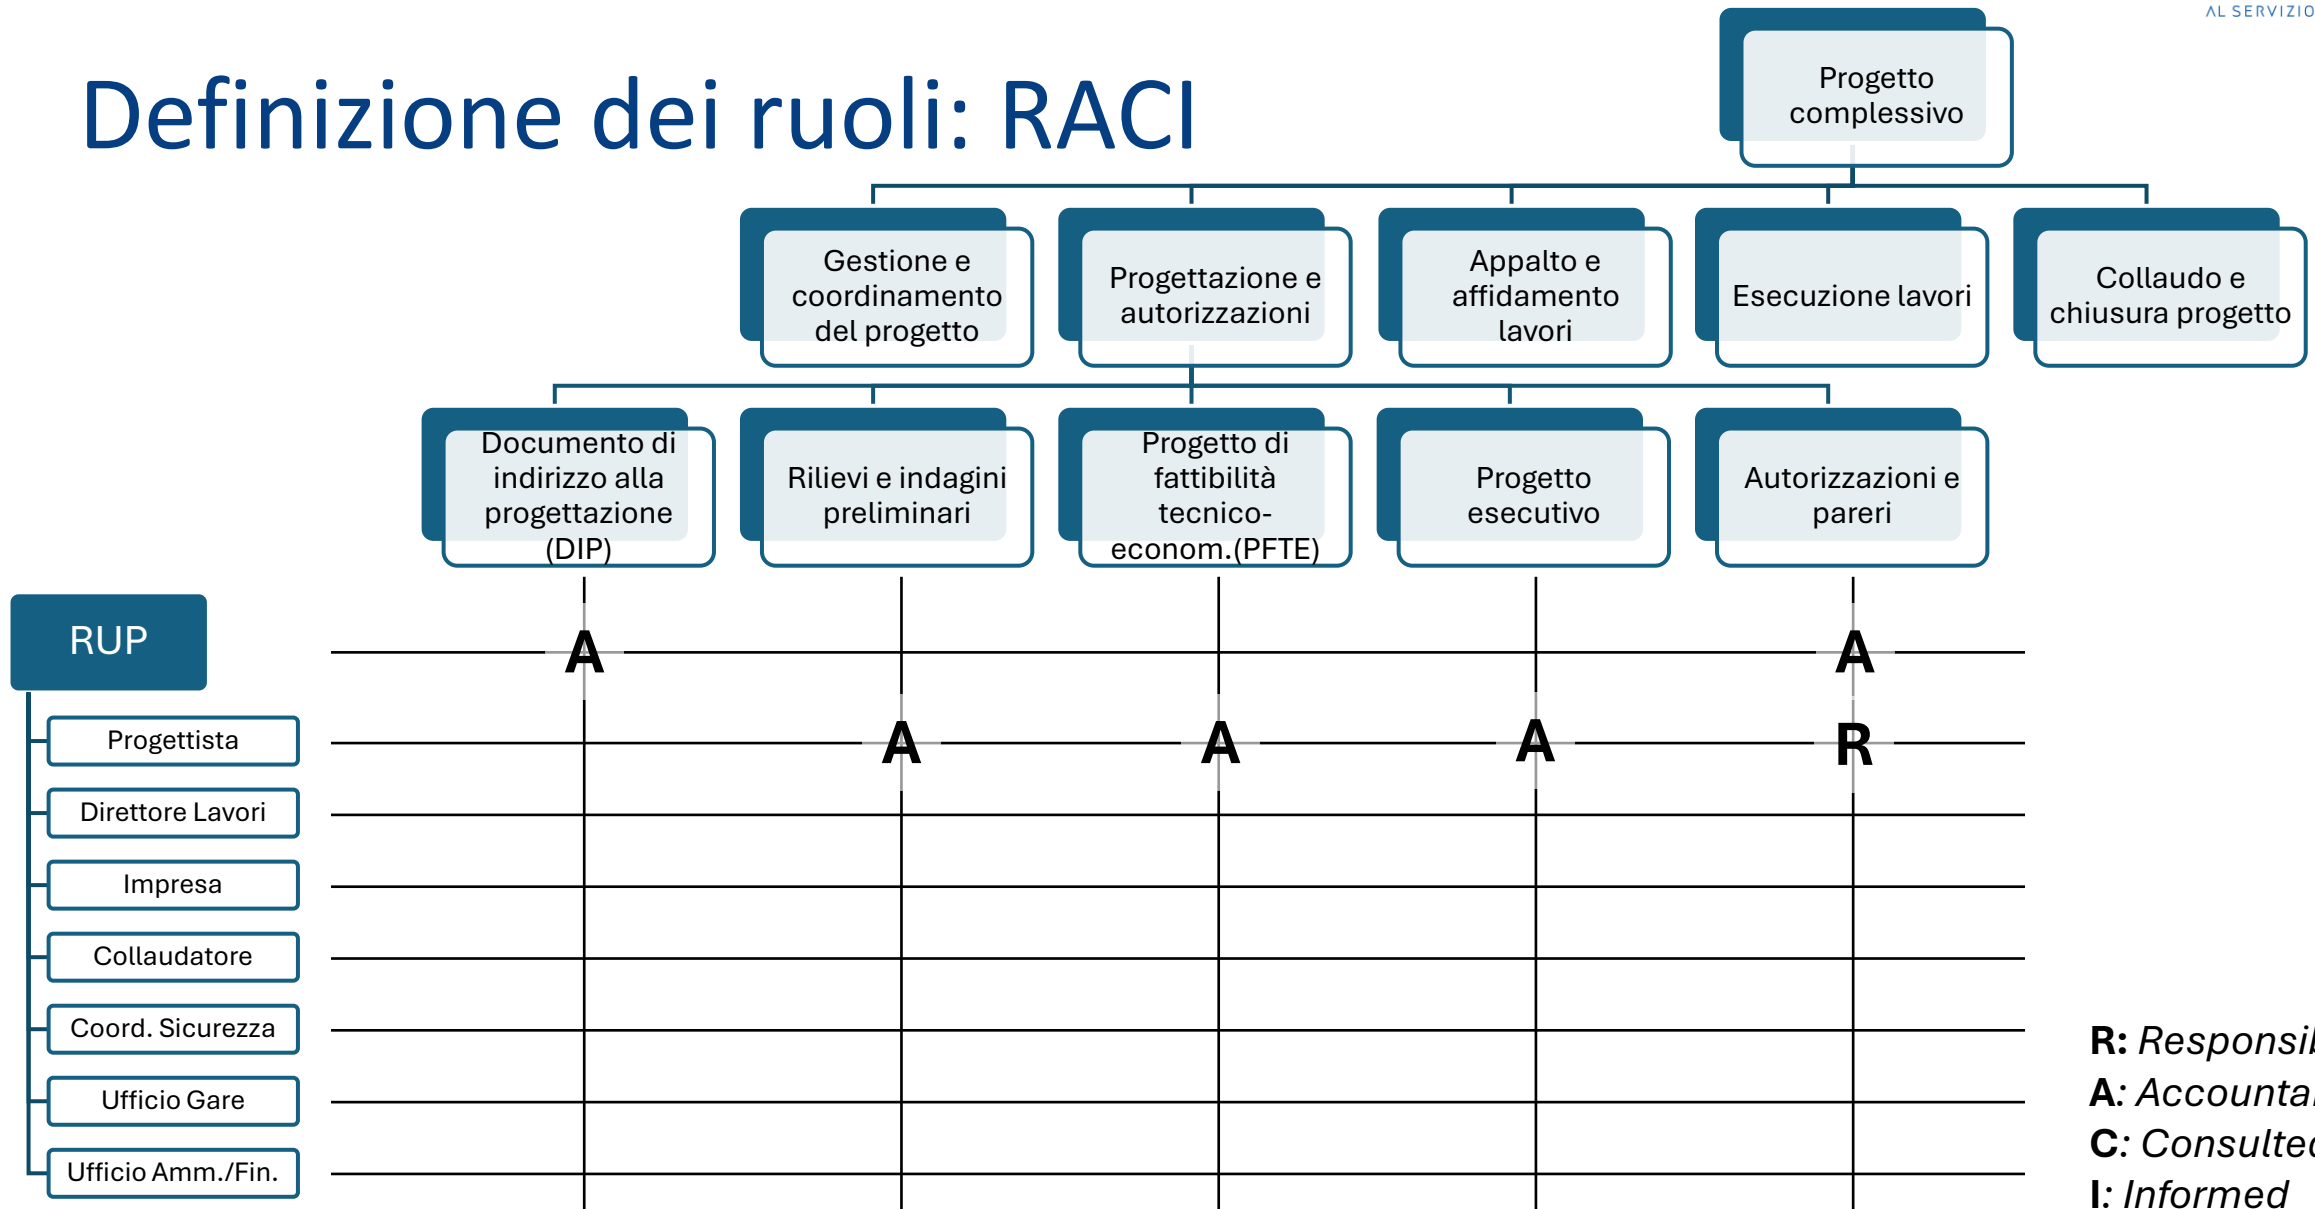 AL SERVIZIO
Definizione dei ruoli: RACI
Progetto
complessivo
Gestione e
coordinamento
del progetto
Progettazione e
autorizzazioni
Appalto e
affidamento
lavori
Esecuzione lavori
Collaudo e
chiusura progetto
Documento di
indirizzo alla
progettazione
(DIP)
Rilievi e indagini
preliminari
Progetto di
fattibilità
tecnico-
econom.(PFTE)
Progetto
esecutivo
Autorizzazioni e
pareri
RUP
A A
Progettista
A A A R
Direttore Lavori
Impresa
Collaudatore
Coord. Sicurezza
Ufficio Gare
Ufficio Amm./Fin.
R:
A:
C:
I: Informed